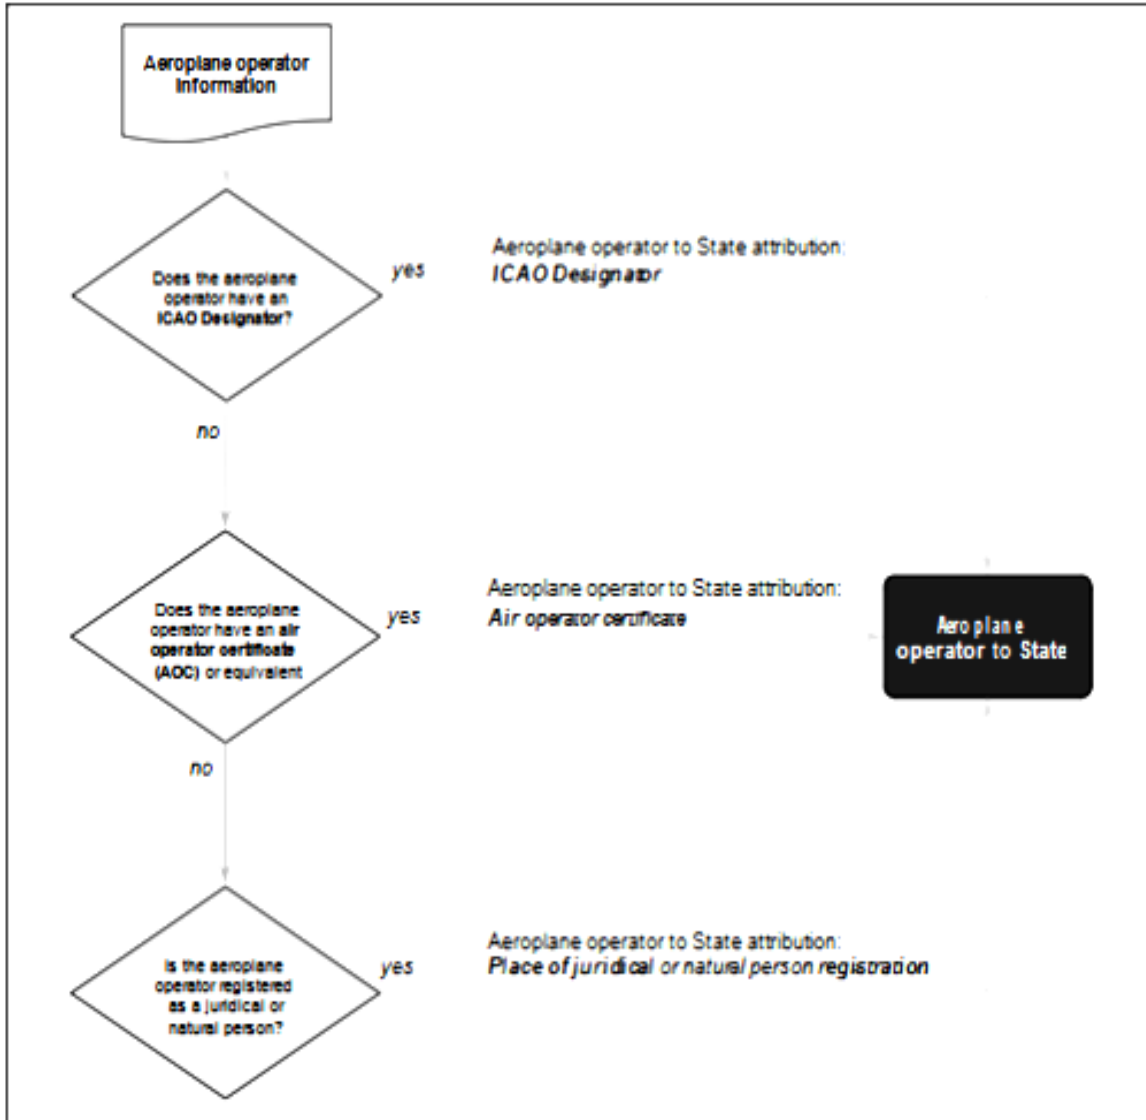 Aeroplane operator
Information
Does the aeroplane
operator have an
ICAO Designator?
yes
Aeroplane operator to State attribution:
ICAO Designator
no
Does the aeroplane
operator have an air
operator certificate
(AOC) or equivalent
yes
Aeroplane operator to State attribution:
Air operator certificate
Aeroplane
operator to State
no
Is the aeroplane
operator registered
as a juridical or
natural person?
yes
Aeroplane operator to State attribution:
Place of juridical or natural person registration